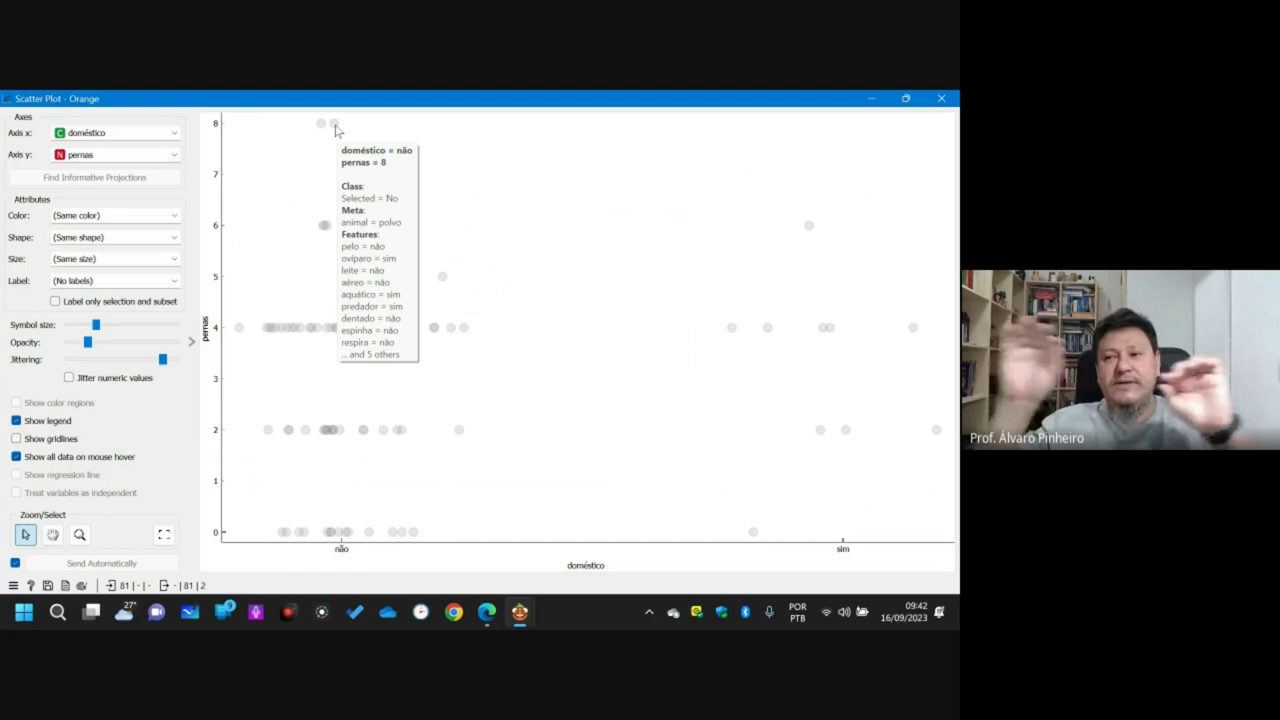 Scatter Plot - Orange
Axes
Axis x: C doméstico
Axis y: N pernas
Find Informative Projections
Attributes
Color: (Same color)
Shape: (Same shape)
Size: (Same size)
Label: (No labels)
Label only selection and subset
Symbol size:
Opacity:
Jittering:
Jitter numeric values
Show color regions
Show legend
Show gridlines
Show all data on mouse hover
Show regression line
Treat variables as independent
Zoom/Select
Send Automatically
81 | - | - - | 81 | 2
8
7
6
5
4
3
2
1
0
pernas
não
sim
doméstico
doméstico = não
pernas = 8
Class:
Selected = No
Meta:
animal = polvo
Features:
pelo = não
ovíparo = sim
leite = não
aéreo = não
aquático = sim
predador = sim
dentado = não
espinha = não
respira = não
... and 5 others
Prof. Álvaro Pinheiro
27°
POR
PTB
09:42
16/09/2023